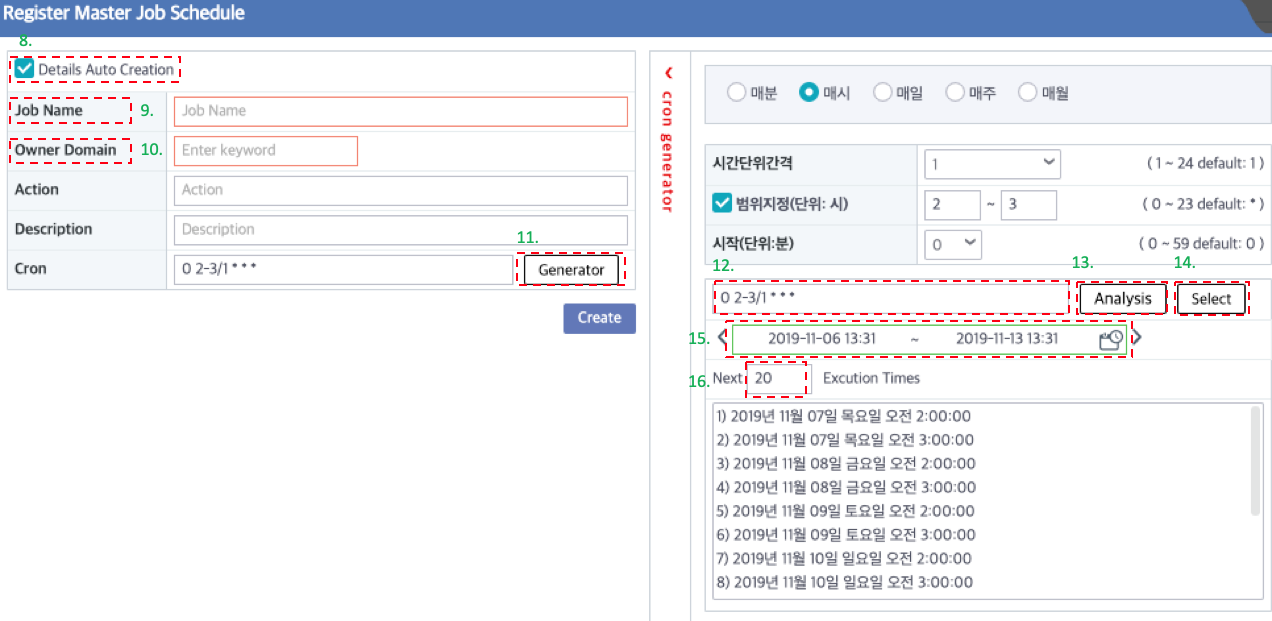 Register Master Job Schedule
8.
Details Auto Creation
Job Name 9. Job Name
Owner Domain 10. Enter keyword
Action Action
Description Description
11.
Cron 0 2-3/1 * * * Generator
Create
cron generator
매분 매시 매일 매주 매월
시간단위간격 1 ( 1 ~ 24 default: 1 )
범위지정(단위: 시) 2 ~ 3 ( 0 ~ 23 default: * )
시작(단위:분) 0 ( 0 ~ 59 default: 0 )
12. 13. 14.
0 2-3/1 * * * Analysis Select
15. 2019-11-06 13:31 ~ 2019-11-13 13:31
16. Next 20 Excution Times
1) 2019년 11월 07일 목요일 오전 2:00:00
2) 2019년 11월 07일 목요일 오전 3:00:00
3) 2019년 11월 08일 금요일 오전 2:00:00
4) 2019년 11월 08일 금요일 오전 3:00:00
5) 2019년 11월 09일 토요일 오전 2:00:00
6) 2019년 11월 09일 토요일 오전 3:00:00
7) 2019년 11월 10일 일요일 오전 2:00:00
8) 2019년 11월 10일 일요일 오전 3:00:00